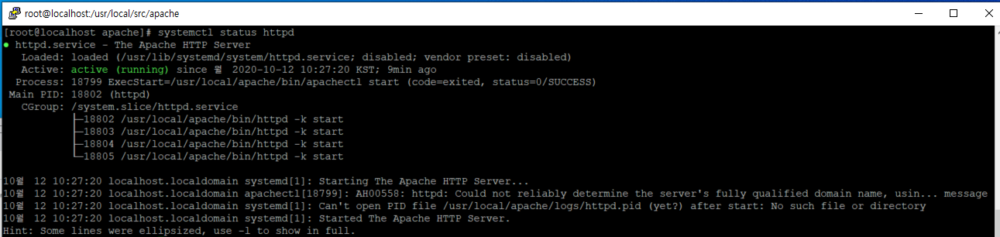 root@localhost:/usr/local/src/apache
[root@localhost apache]# systemctl status httpd
● httpd.service - The Apache HTTP Server
   Loaded: loaded (/usr/lib/systemd/system/httpd.service; disabled; vendor preset: disabled)
   Active: active (running) since 월  2020-10-12 10:27:20 KST; 9min ago
  Process: 18799 ExecStart=/usr/local/apache/bin/apachectl start (code=exited, status=0/SUCCESS)
 Main PID: 18802 (httpd)
   CGroup: /system.slice/httpd.service
           ├─18802 /usr/local/apache/bin/httpd -k start
           ├─18803 /usr/local/apache/bin/httpd -k start
           ├─18804 /usr/local/apache/bin/httpd -k start
           └─18805 /usr/local/apache/bin/httpd -k start
10월  12 10:27:20 localhost.localdomain systemd[1]: Starting The Apache HTTP Server...
10월  12 10:27:20 localhost.localdomain apachectl[18799]: AH00558: httpd: Could not reliably determine the server's fully qualified domain name, usin... message
10월  12 10:27:20 localhost.localdomain systemd[1]: Can't open PID file /usr/local/apache/logs/httpd.pid (yet?) after start: No such file or directory
10월  12 10:27:20 localhost.localdomain systemd[1]: Started The Apache HTTP Server.
Hint: Some lines were ellipsized, use -l to show in full.